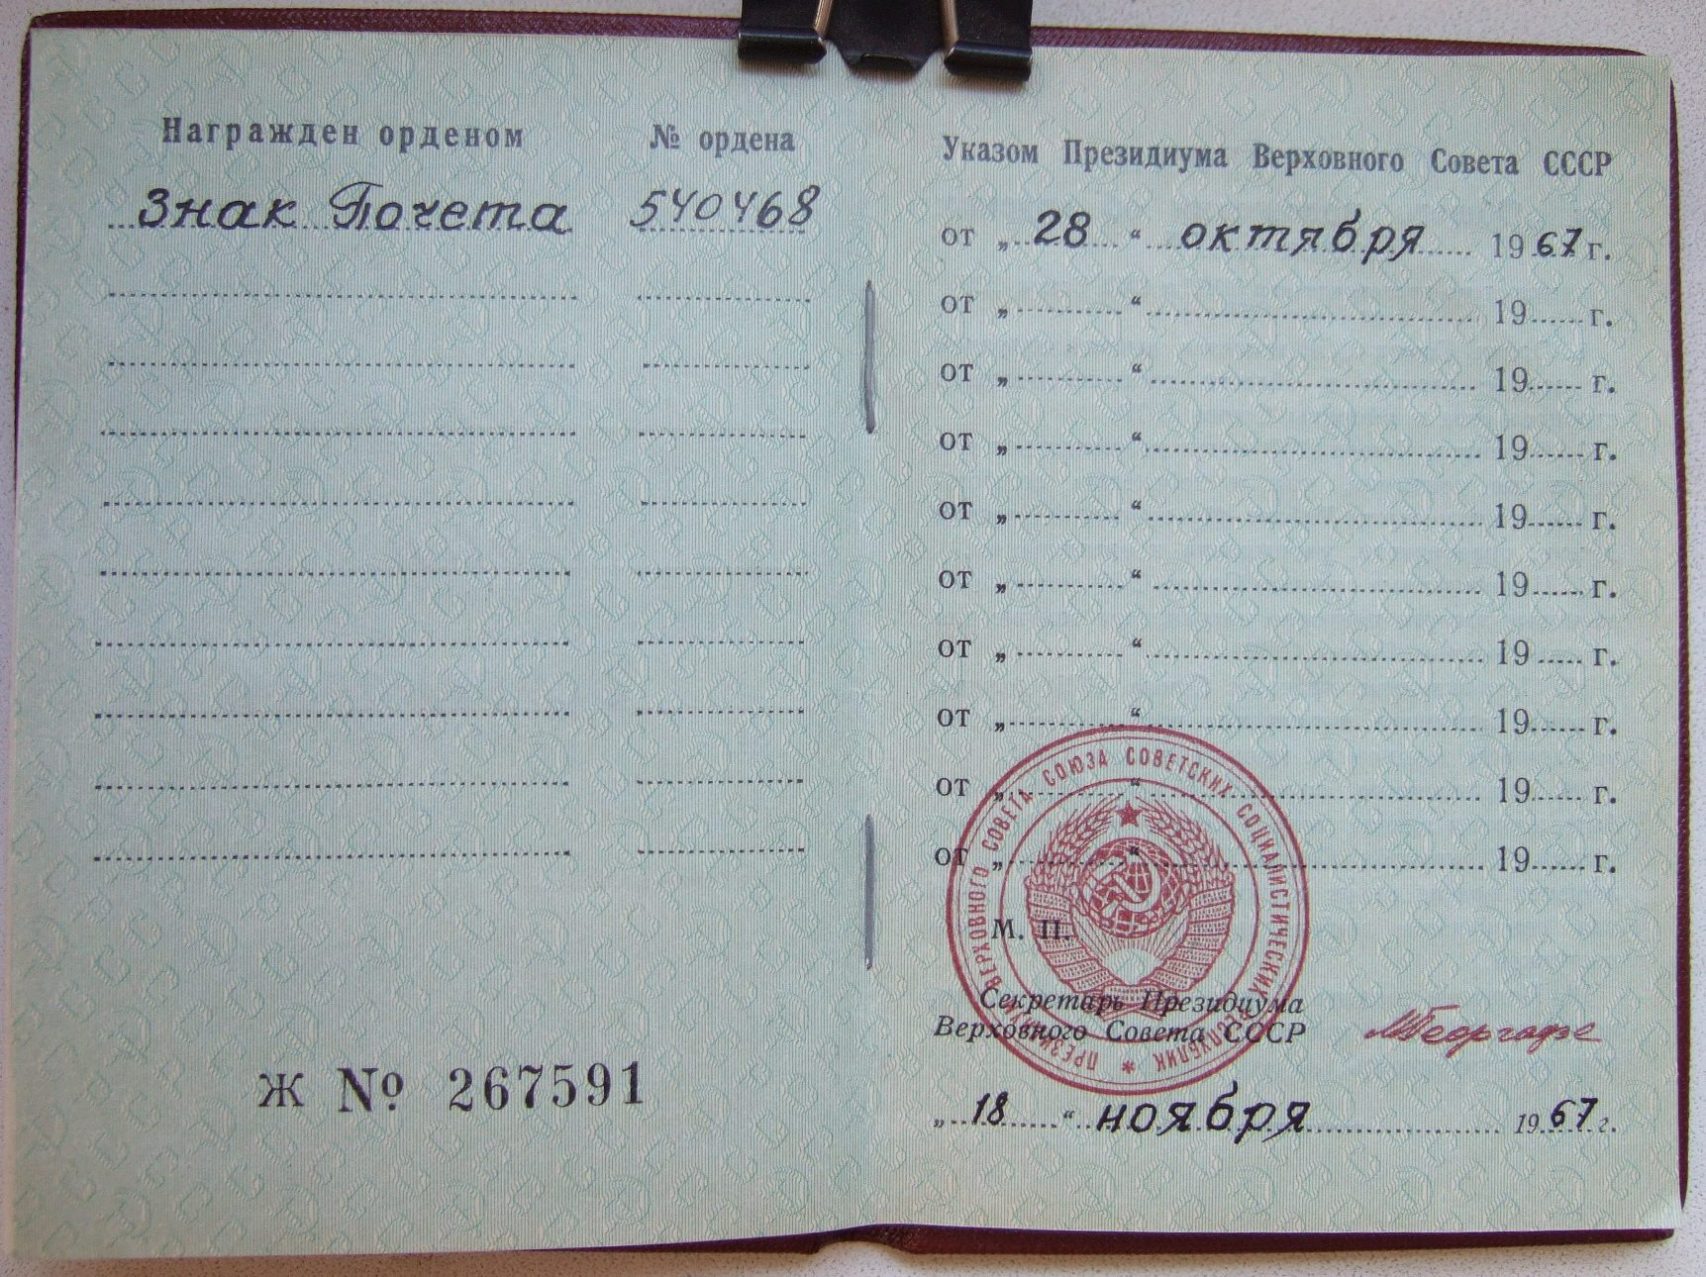 Награжден орденом № ордена
Знак Почета 540468
Ж № 267591
Указом Президиума Верховного Совета СССР
от „ 28 “ октября 1967 г.
от „ “ 19 г.
от „ “ 19 г.
от „ “ 19 г.
от „ “ 19 г.
от „ “ 19 г.
от „ “ 19 г.
от „ “ 19 г.
от „ “ 19 г.
от „ “ 19 г.
ПРЕЗИДИУМ ВЕРХОВНОГО СОВЕТА СОЮЗА СОВЕТСКИХ СОЦИАЛИСТИЧЕСКИХ РЕСПУБЛИК *
М. П.
Секретарь Президиума
Верховного Совета СССР МГеоргадзе
„ 18 “ ноября 1967 г.